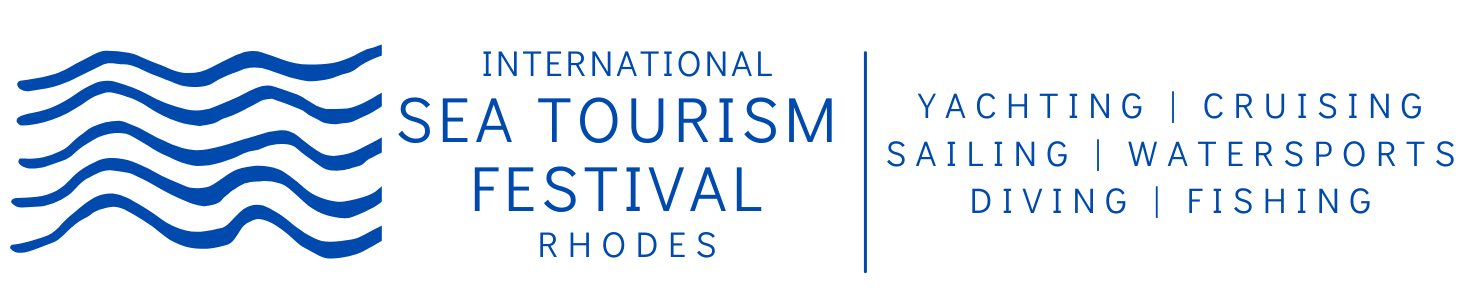 INTERNATIONAL
SEA TOURISM
FESTIVAL
RHODES
YACHTING | CRUISING
SAILING | WATERSPORTS
DIVING | FISHING